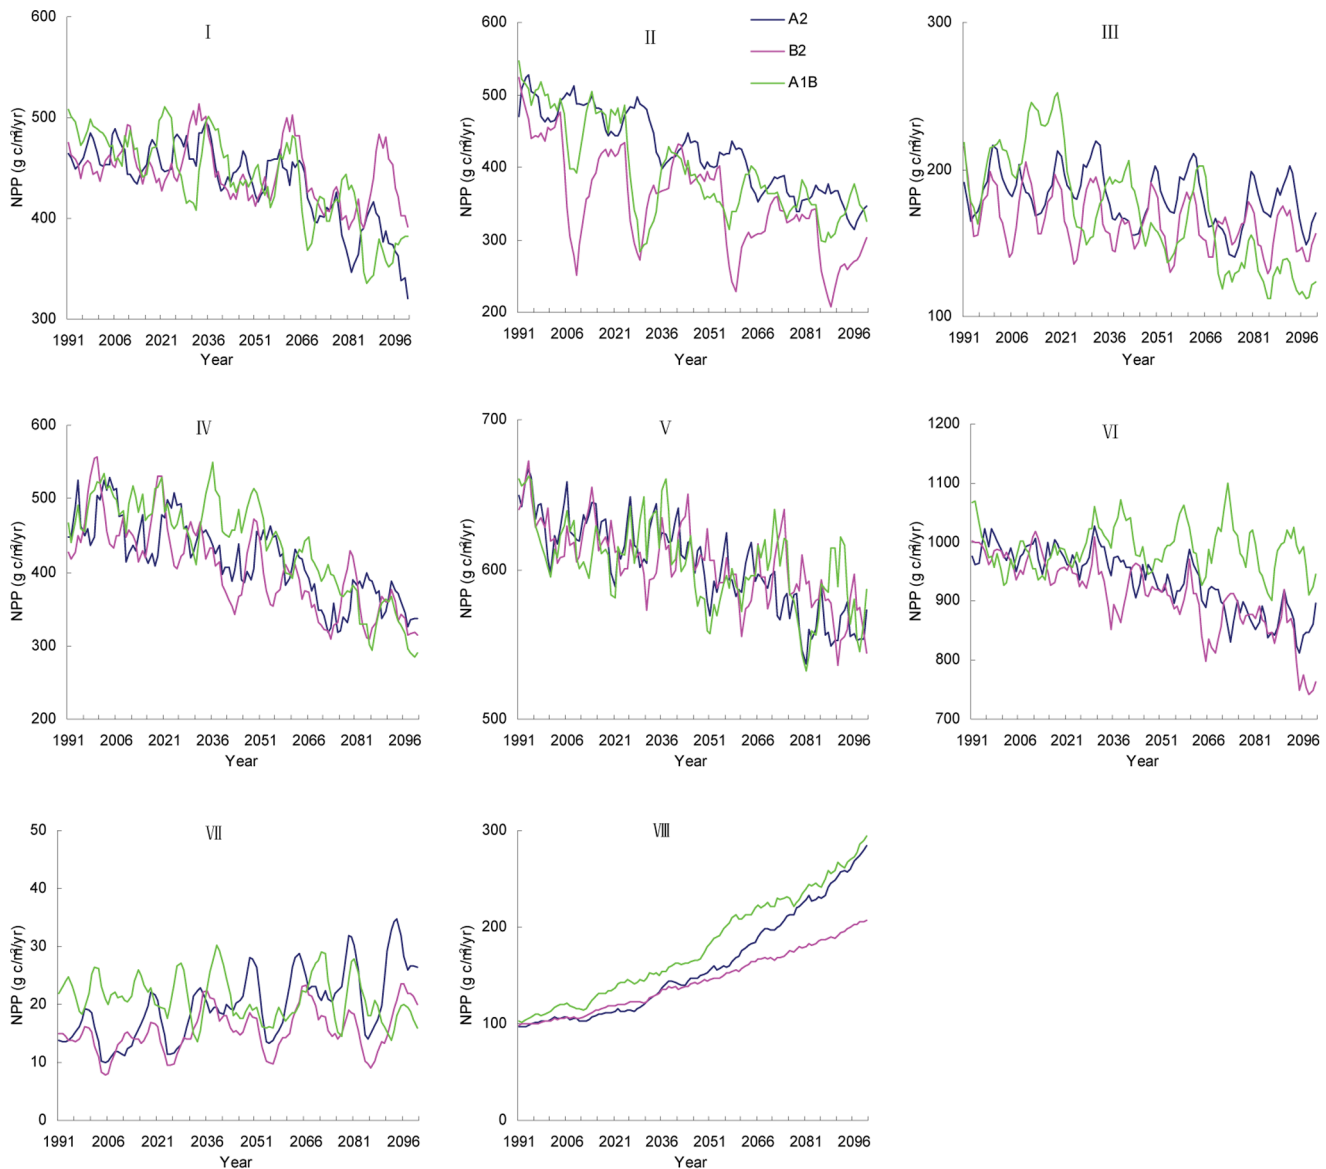 I
600
500
400
300
NPP (g c/m²/yr)
1991 2006 2021 2036 2051 2066 2081 2096
Year
II
600
500
400
300
200
NPP (g c/m²/yr)
1991 2006 2021 2036 2051 2066 2081 2096
Year
A2
B2
A1B
III
300
200
100
NPP (g c/m²/yr)
1991 2006 2021 2036 2051 2066 2081 2096
Year
IV
600
500
400
300
200
NPP (g c/m²/yr)
1991 2006 2021 2036 2051 2066 2081 2096
Year
V
700
600
500
NPP (g c/m²/yr)
1991 2006 2021 2036 2051 2066 2081 2096
Year
VI
1200
1100
1000
900
800
700
NPP (g c/m²/yr)
1991 2006 2021 2036 2051 2066 2081 2096
Year
VII
50
40
30
20
10
0
NPP (g c/m²/yr)
1991 2006 2021 2036 2051 2066 2081 2096
Year
VIII
300
200
100
0
NPP (g c/m²/yr)
1991 2006 2021 2036 2051 2066 2081 2096
Year